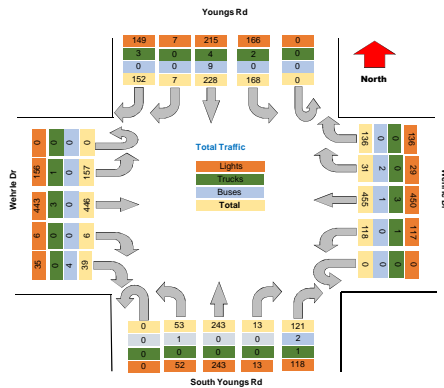 Youngs Rd
149 7 215 166 0
3 0 4 2 0
0 0 9 0 0
152 7 228 168 0
North
Total Traffic
Lights
Trucks
Buses
Total
Wehrle Dr
0 0 0 0
156 1 0 157
443 3 0 446
6 0 0 6
35 0 4 39
136 0 0 136
31 2 0 29
455 1 3 450
118 0 1 117
0 0 0 0
0 53 243 13 121
0 1 0 0 2
0 0 0 0 1
0 52 243 13 118
South Youngs Rd